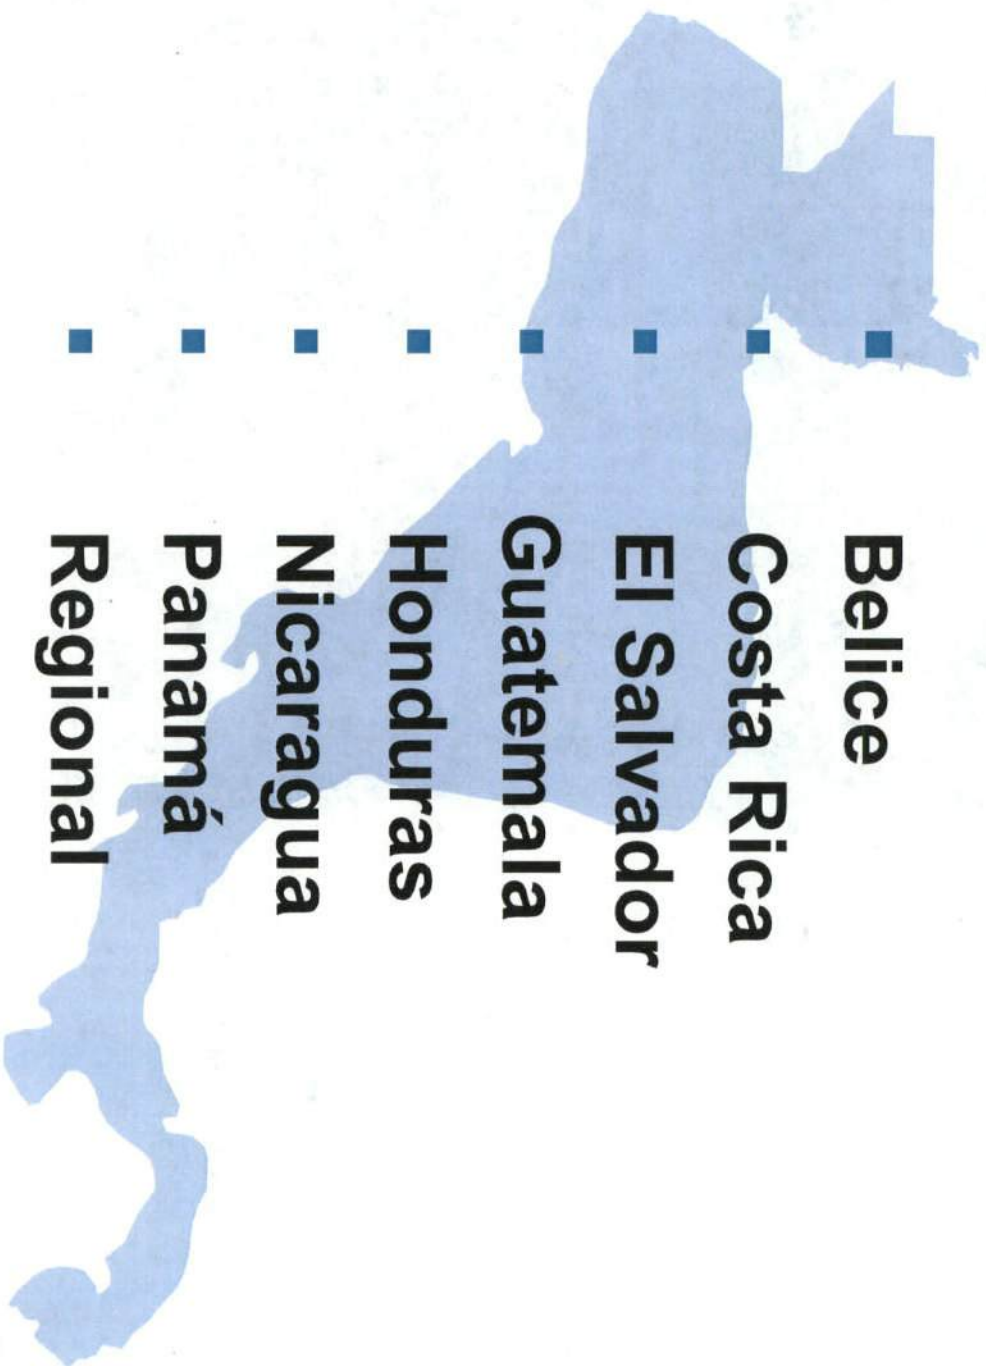 Belice
Costa Rica
El Salvador
Guatemala
Honduras
Nicaragua
Panamá
Regional